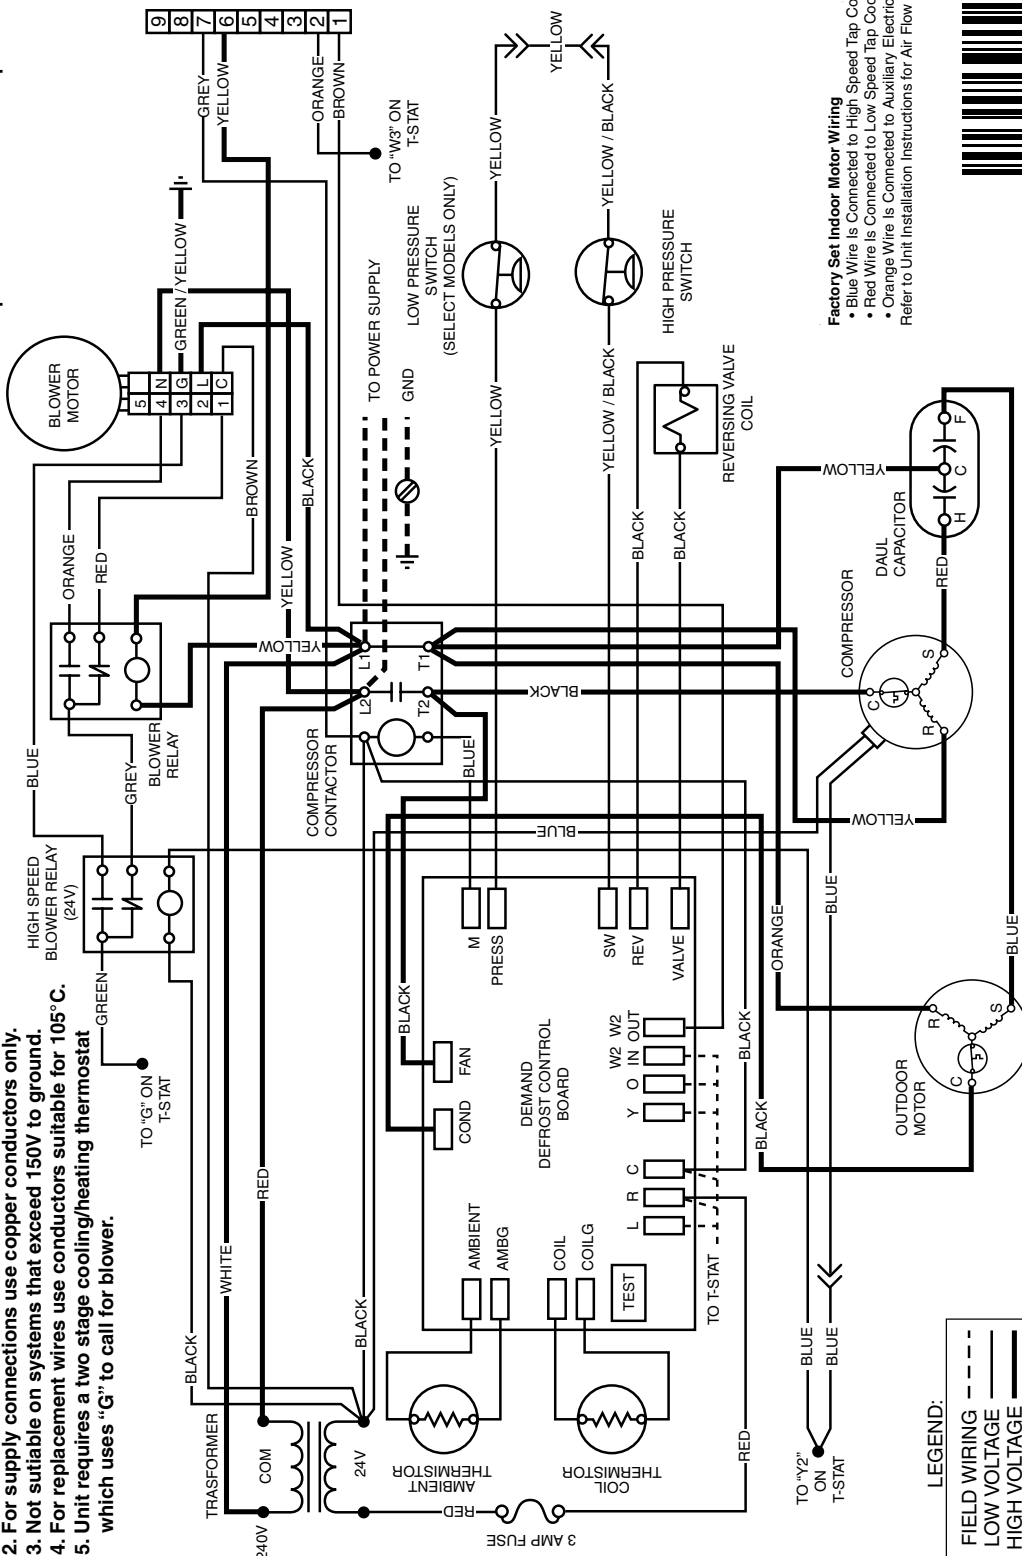 2. For supply connections use copper conductors only.
3. Not sutiable on systems that exceed 150V to ground.
4. For replacement wires use conductors suitable for 105°C.
5. Unit requires a two stage cooling/heating thermostat
which uses “G” to call for blower.
HIGH SPEED
BLOWER RELAY
(24V)
GREEN
TO “G” ON
T-STAT
BLUE
GREY
BLOWER
RELAY
ORANGE
RED
BLOWER
MOTOR
5
4 N
3 G
2 L
1 C
GREEN / YELLOW
BROWN
BLACK
YELLOW
YELLOW
9
8
7
6
5
4
3
2
1
GREY
YELLOW
ORANGE
BROWN
TO “W3” ON
T-STAT
TO POWER SUPPLY
GND
LOW PRESSURE
SWITCH
(SELECT MODELS ONLY)
YELLOW
YELLOW
YELLOW
YELLOW / BLACK
YELLOW / BLACK
HIGH PRESSURE
SWITCH
REVERSING VALVE
COIL
BLACK
BLACK
COMPRESSOR
CONTACTOR
L1
L2
T1
T2
BLUE
BLACK
BLUE
WHITE
RED
BLACK
BLACK
TRASFORMER
240V
COM
24V
RED
3 AMP FUSE
RED
AMBIENT
THERMISTOR
COIL
THERMISTOR
AMBIENT
AMBG
COIL
COILG
TEST
COND
FAN
BLACK
DEMAND
DEFROST CONTROL
BOARD
M
PRESS
SW
REV
VALVE
L
R
C
Y
O
W2
IN
W2
OUT
TO T-STAT
BLACK
BLACK
ORANGE
YELLOW
YELLOW
COMPRESSOR
C
R
S
RED
DAUL
CAPACITOR
H
C
F
OUTDOOR
MOTOR
C
R
S
BLUE
BLUE
BLUE
BLUE
TO “Y2”
ON
T-STAT
LEGEND:
FIELD WIRING
LOW VOLTAGE
HIGH VOLTAGE
Factory Set Indoor Motor Wiring
• Blue Wire Is Connected to High Speed Tap Co
• Red Wire Is Connected to Low Speed Tap Coo
• Orange Wire Is Connected to Auxiliary Electric
Refer to Unit Installation Instructions for Air Flow